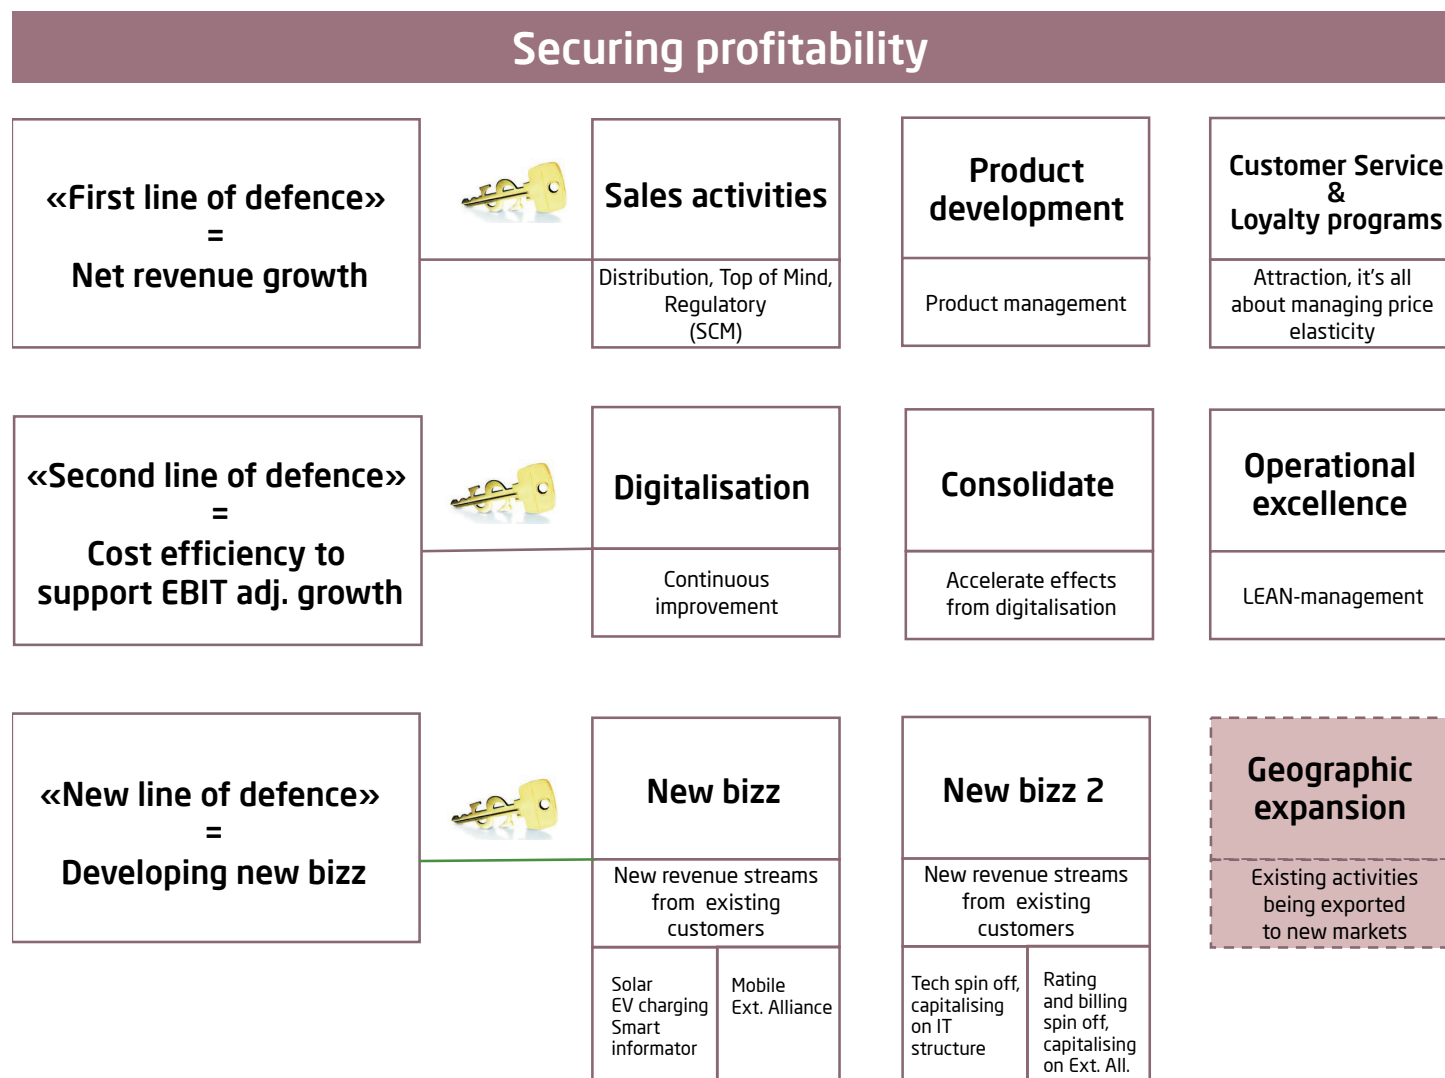 Securing profitability
«First line of defence»
=
Net revenue growth
Sales activities
Distribution, Top of Mind,
Regulatory
(SCM)
Product
development
Product management
Customer Service
&
Loyalty programs
Attraction, it's all
about managing price
elasticity
«Second line of defence»
=
Cost efficiency to
support EBIT adj. growth
Digitalisation
Continuous
improvement
Consolidate
Accelerate effects
from digitalisation
Operational
excellence
LEAN-management
«New line of defence»
=
Developing new bizz
New bizz
New revenue streams
from existing
customers
Solar
EV charging
Smart
informator
Mobile
Ext. Alliance
New bizz 2
New revenue streams
from existing
customers
Tech spin off,
capitalising
on IT
structure
Rating
and billing
spin off,
capitalising
on Ext. All.
Geographic
expansion
Existing activities
being exported
to new markets